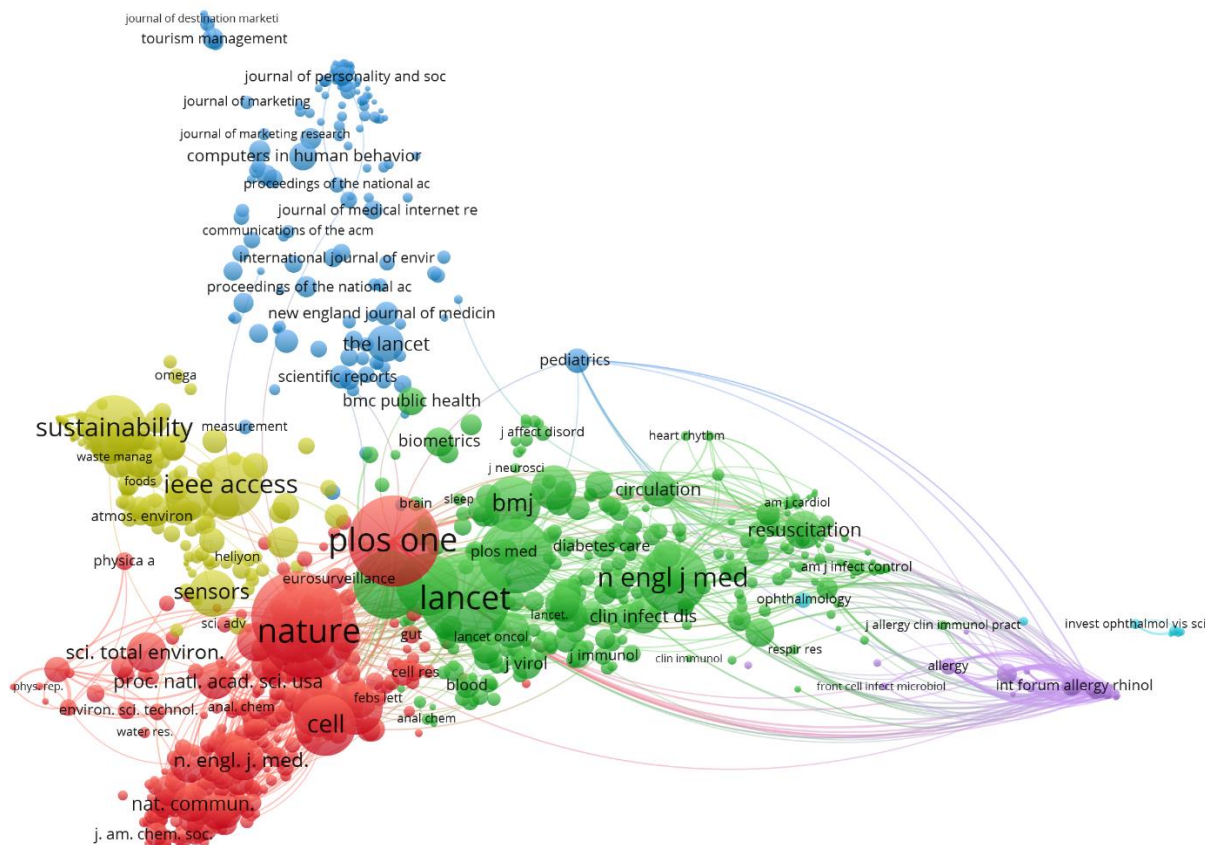 journal of destination marketi
tourism management
journal of personality and soc
journal of marketing
journal of marketing research
computers in human behavior
proceedings of the national ac
journal of medical internet re
communications of the acm
international journal of envir
proceedings of the national ac
new england journal of medicin
the lancet
pediatrics
omega
scientific reports
bmc public health
sustainability
measurement
biometrics
j affect disord
heart rhythm
waste manag
j neurosci
foods
ieee access
brain
sleep
bmj
circulation
am j cardiol
atmos. environ
resuscitation
plos one
plos med
diabetes care
physica a
heliyon
am j infect control
eurosurveillance
n engl j med
sensors
lancet
ophthalmology
sci. adv
nature
lancet.
clin infect dis
j allergy clin immunol pract
invest ophthalmol vis sci
gut
lancet oncol
sci. total environ.
j virol
j immunol
clin immunol
respir res
allergy
phys. rep.
proc. natl. acad. sci. usa
cell res
blood
front cell infect microbiol
int forum allergy rhinol
environ. sci. technol.
anal. chem
febs lett
water res.
cell
anal chem
n. engl. j. med.
nat. commun.
j. am. chem. soc.